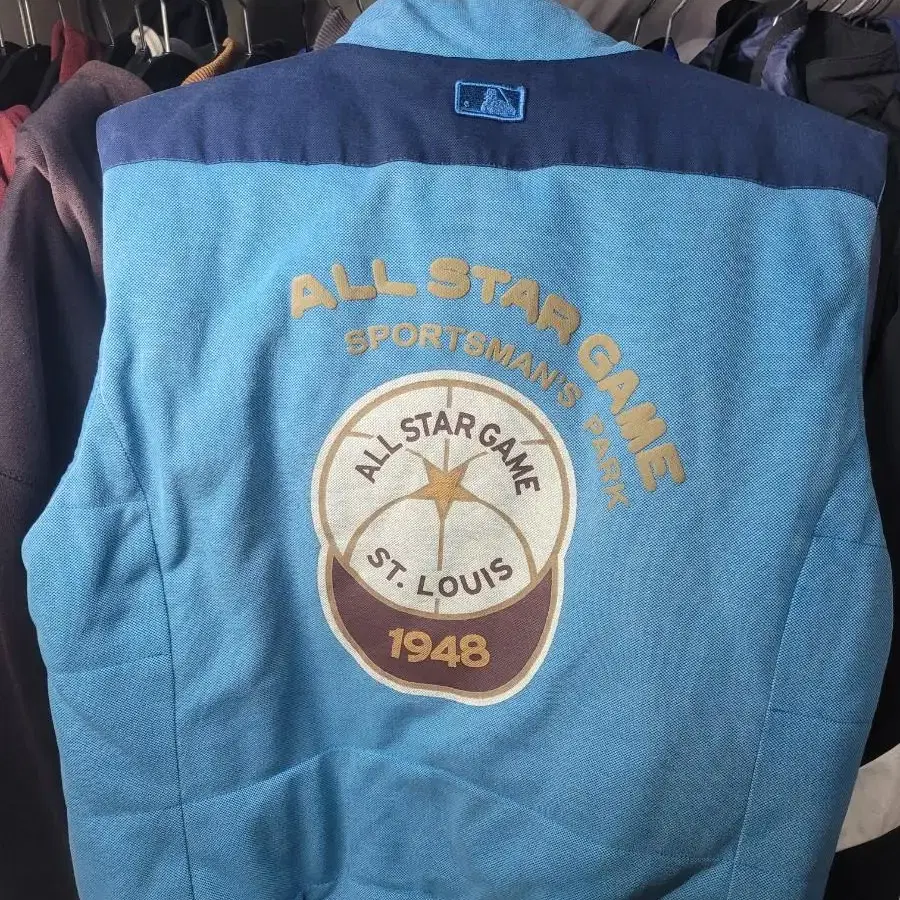 ALL STAR GAME
SPORTSMAN'S PARK
ALL STAR GAME
ST. LOUIS
1948